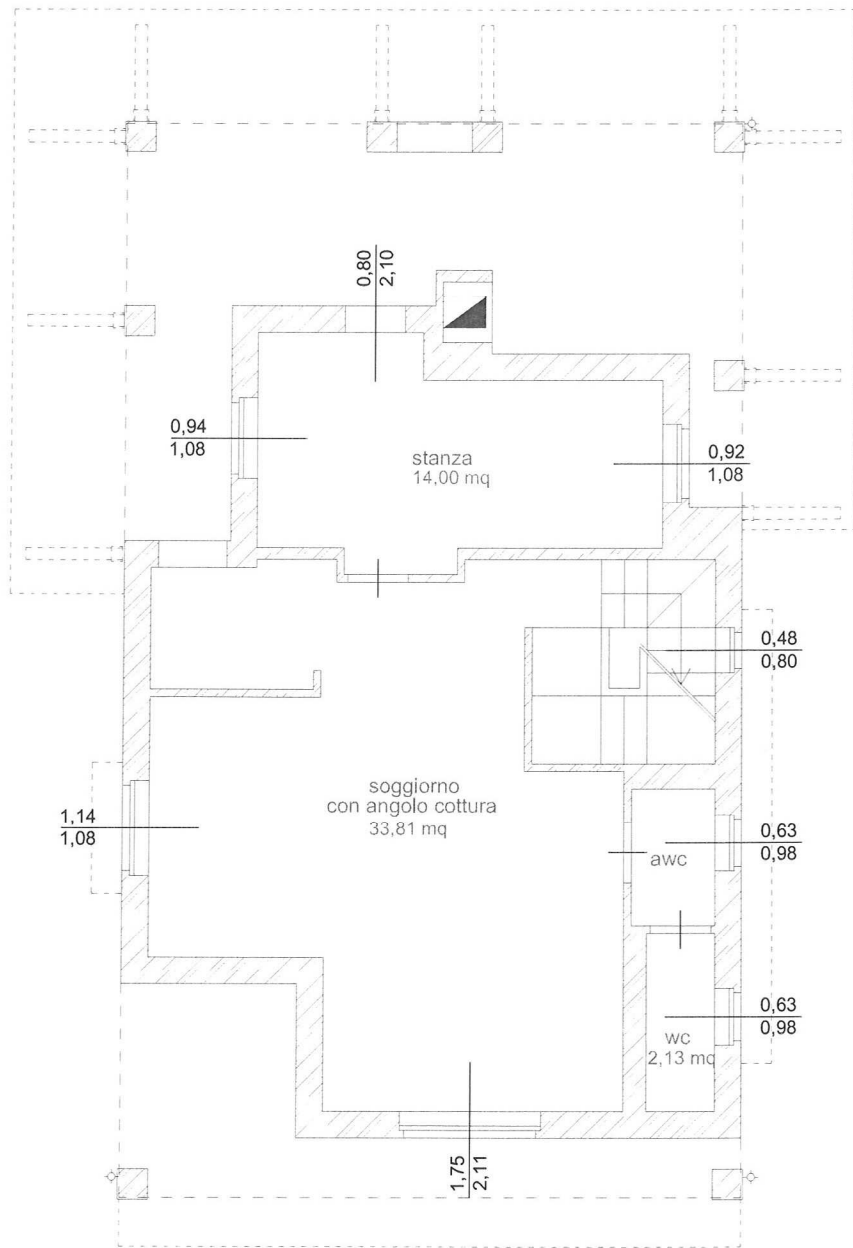 0,80
2,10
0,94
1,08
stanza
14,00 mq
0,92
1,08
0,48
0,80
soggiorno
con angolo cottura
33,81 mq
1,14
1,08
0,63
0,98
awc
0,63
0,98
wc
2,13 mq
1,75
2,11